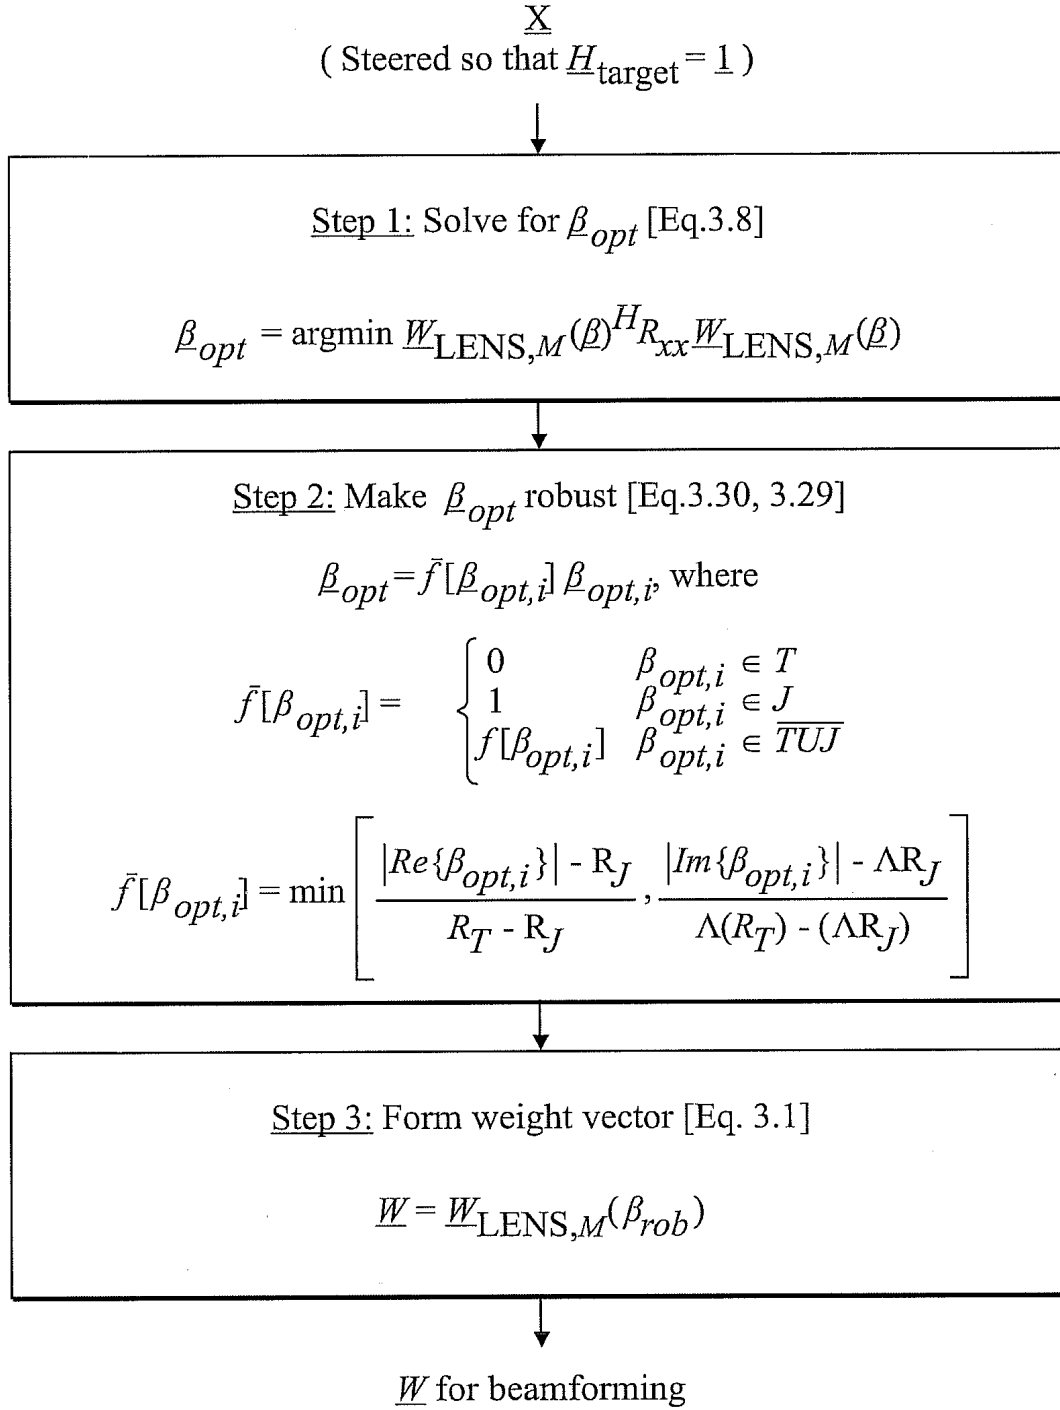 X
( Steered so that H_target = 1 )
Step 1: Solve for β_opt [Eq.3.8]
β_opt = argmin W_LENS,M(β)^H R_xx W_LENS,M(β)
Step 2: Make β_opt robust [Eq.3.30, 3.29]
β_opt = f̄[β_opt,i] β_opt,i, where
f̄[β_opt,i] = { 0 β_opt,i ∈ T
1 β_opt,i ∈ J
f[β_opt,i] β_opt,i ∈ \overline{TUJ}
f̄[β_opt,i] = min [ (|Re{β_opt,i}| - R_J) / (R_T - R_J) , (|Im{β_opt,i}| - ΛR_J) / (Λ(R_T) - (ΛR_J)) ]
Step 3: Form weight vector [Eq. 3.1]
W = W_LENS,M(β_rob)
W for beamforming